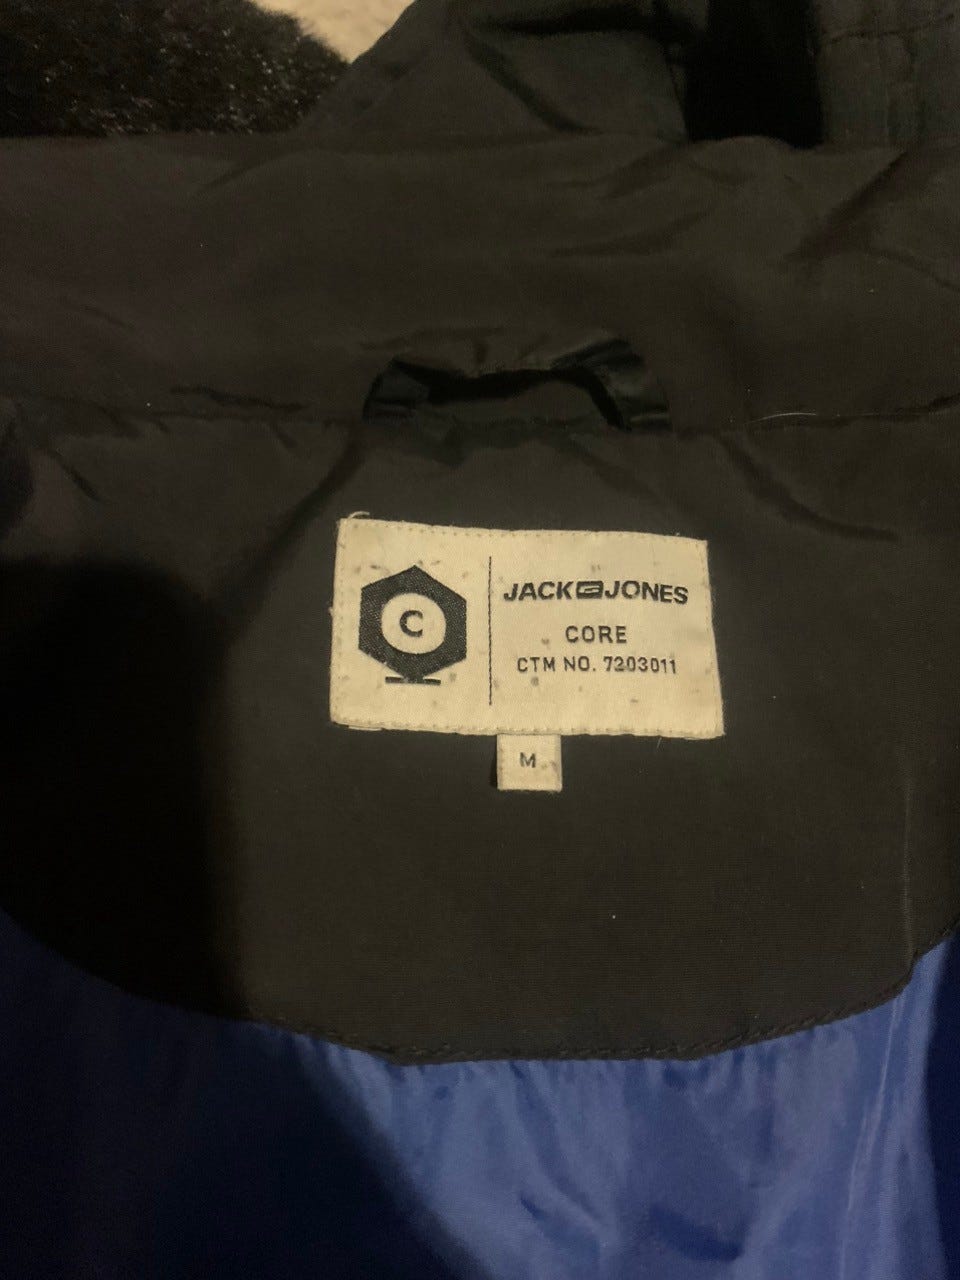 C
JACK JONES
CORE
CTM NO. 7203011
M